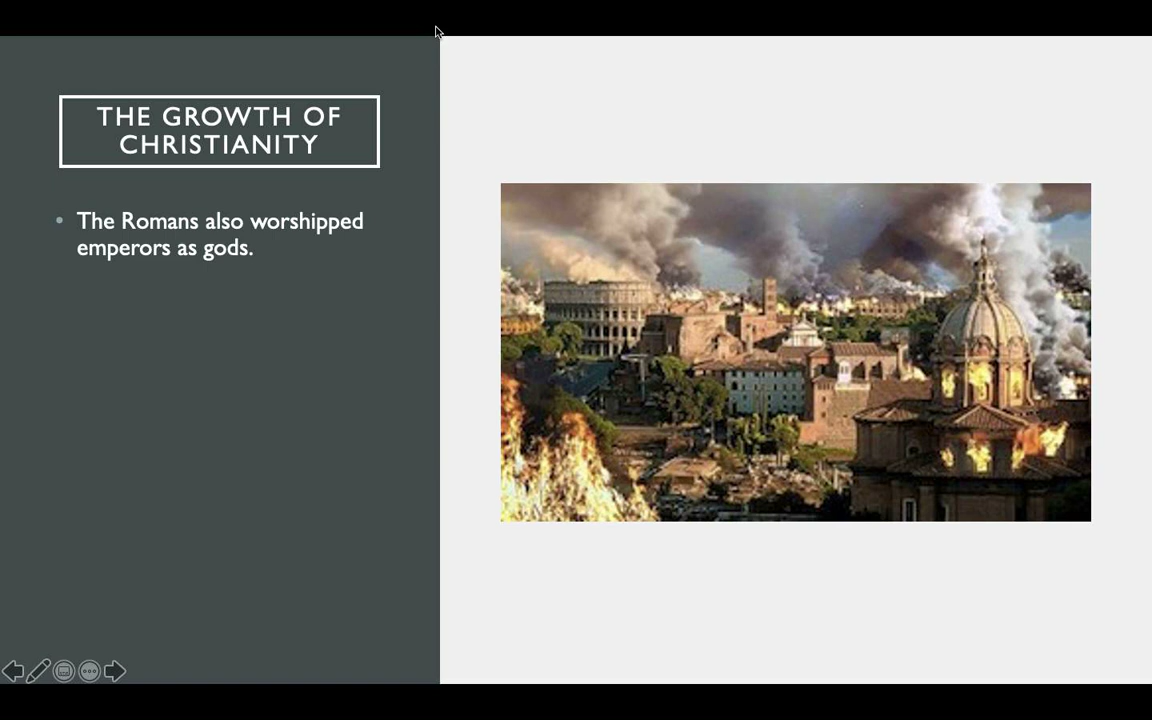 THE GROWTH OF
CHRISTIANITY
• The Romans also worshipped
emperors as gods.